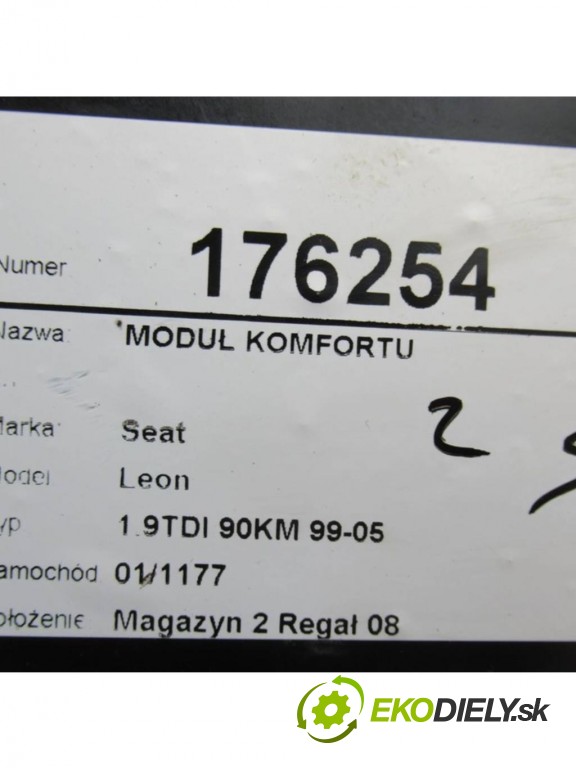 Numer 176254
Nazwa MODUŁ KOMFORTU
Marka: Seat
Model Leon
Typ 1.9TDI 90KM 99-05
Samochód 01/1177
Położenie Magazyn 2 Regał 08
2
EKODIELY.sk